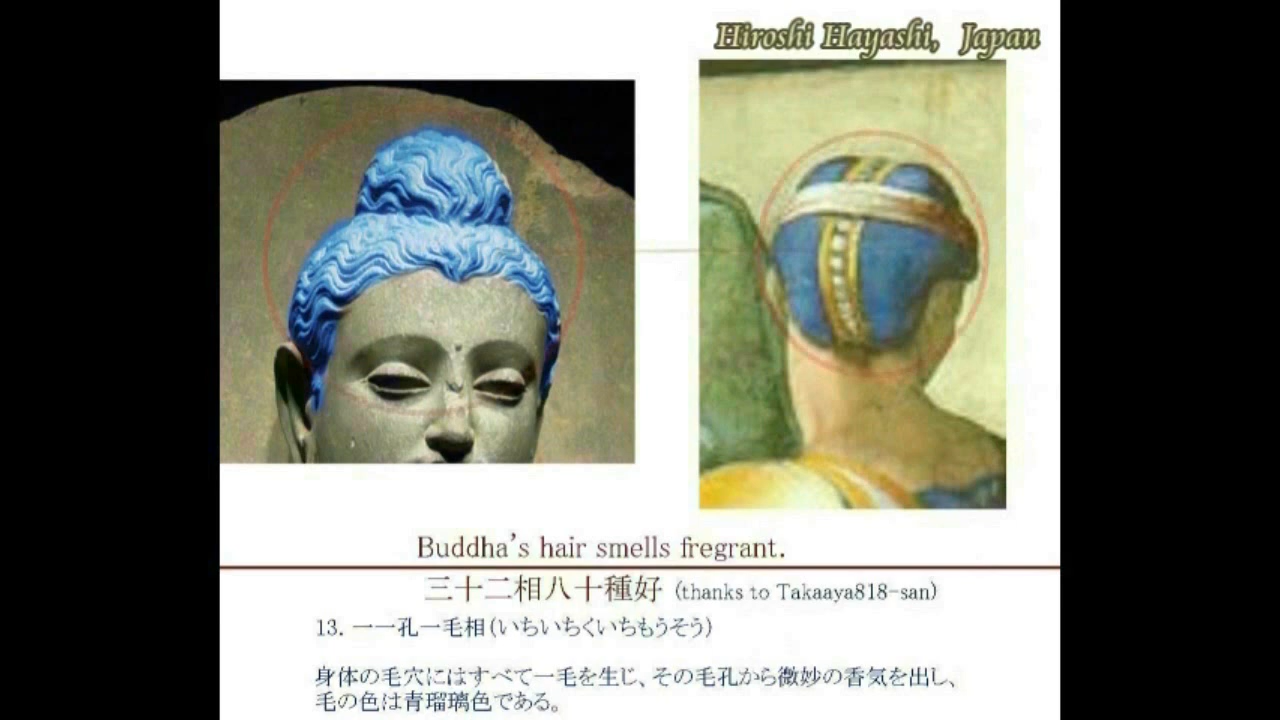 Hiroshi Hayashi, Japan
Buddha's hair smells fregrant.
三十二相八十種好 (thanks to Takaaya818-san)
13. 一一孔一毛相(いちいちくいちもうそう)
身体の毛穴にはすべて一毛を生じ、その毛孔から微妙の香気を出し、
毛の色は青瑠璃色である。